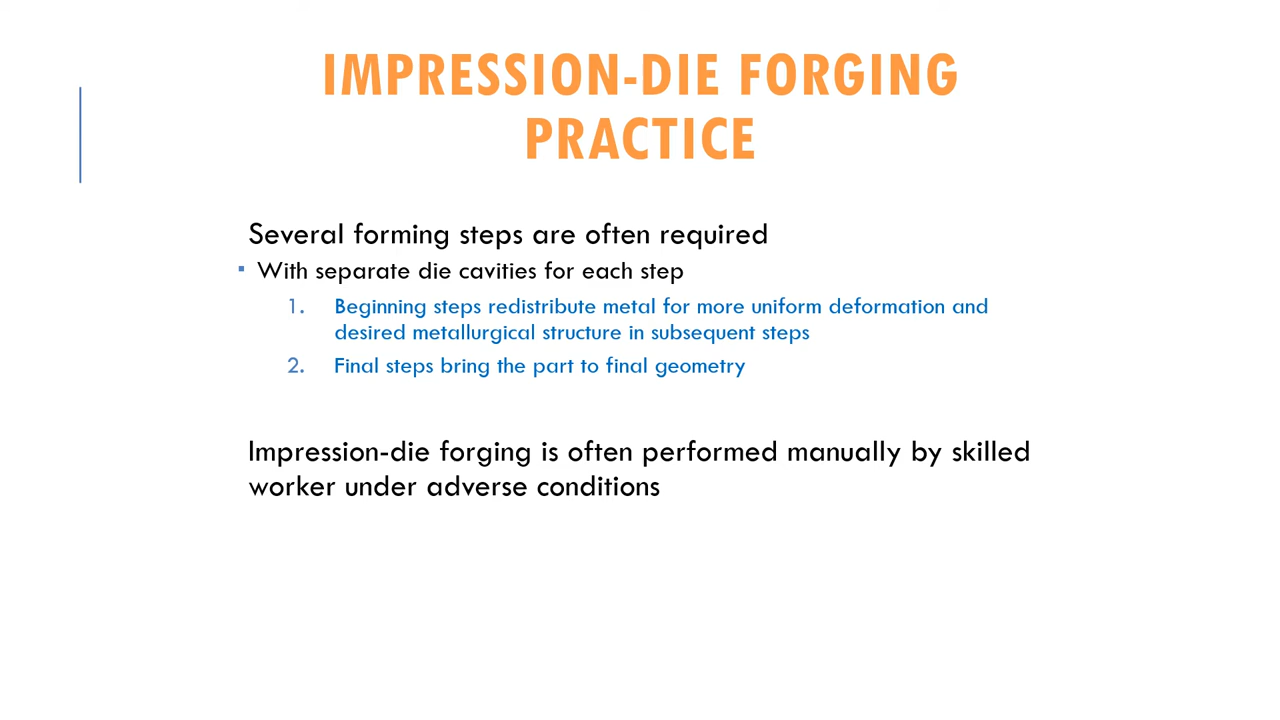 IMPRESSION-DIE FORGING
PRACTICE
Several forming steps are often required
▪ With separate die cavities for each step
1. Beginning steps redistribute metal for more uniform deformation and
desired metallurgical structure in subsequent steps
2. Final steps bring the part to final geometry
Impression-die forging is often performed manually by skilled
worker under adverse conditions